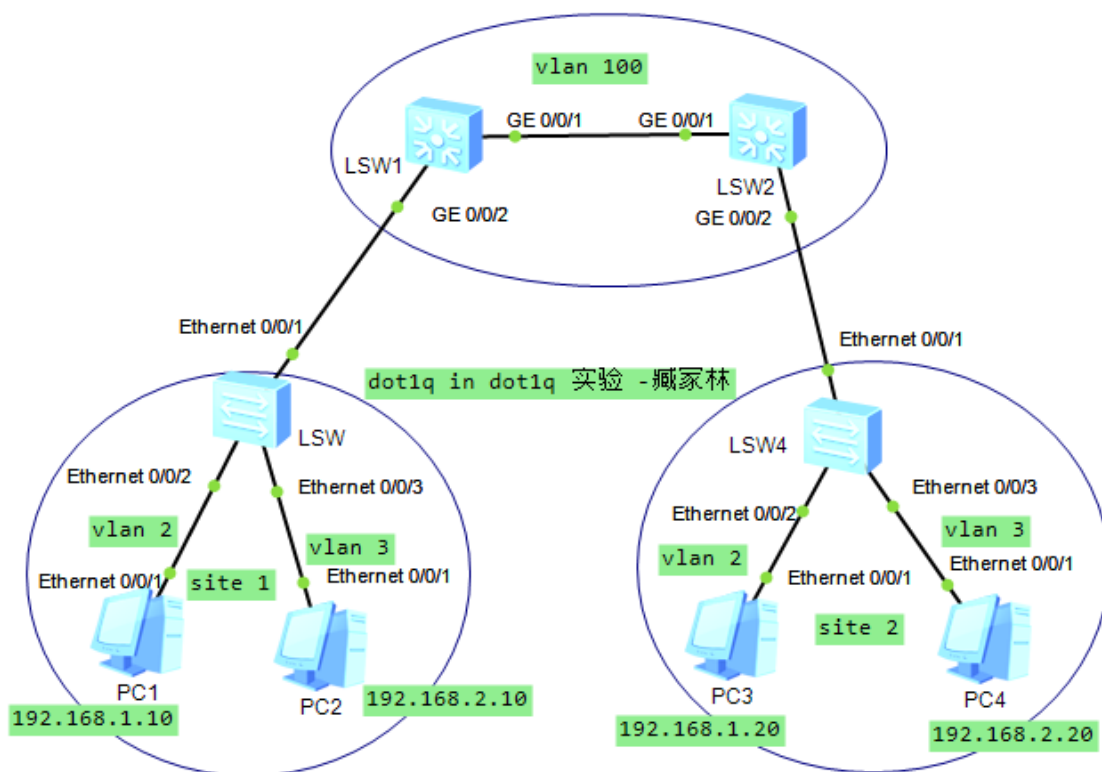 vlan 100
GE 0/0/1
GE 0/0/1
LSW1
LSW2
GE 0/0/2
GE 0/0/2
Ethernet 0/0/1
Ethernet 0/0/1
dot1q in dot1q 实验 -臧冢林
LSW
LSW4
Ethernet 0/0/2
Ethernet 0/0/3
Ethernet 0/0/3
Ethernet 0/0/2
vlan 2
vlan 3
vlan 2
vlan 3
Ethernet 0/0/1
site 1
Ethernet 0/0/1
Ethernet 0/0/1
Ethernet 0/0/1
site 2
PC1
PC2
PC3
PC4
192.168.1.10
192.168.2.10
192.168.1.20
192.168.2.20